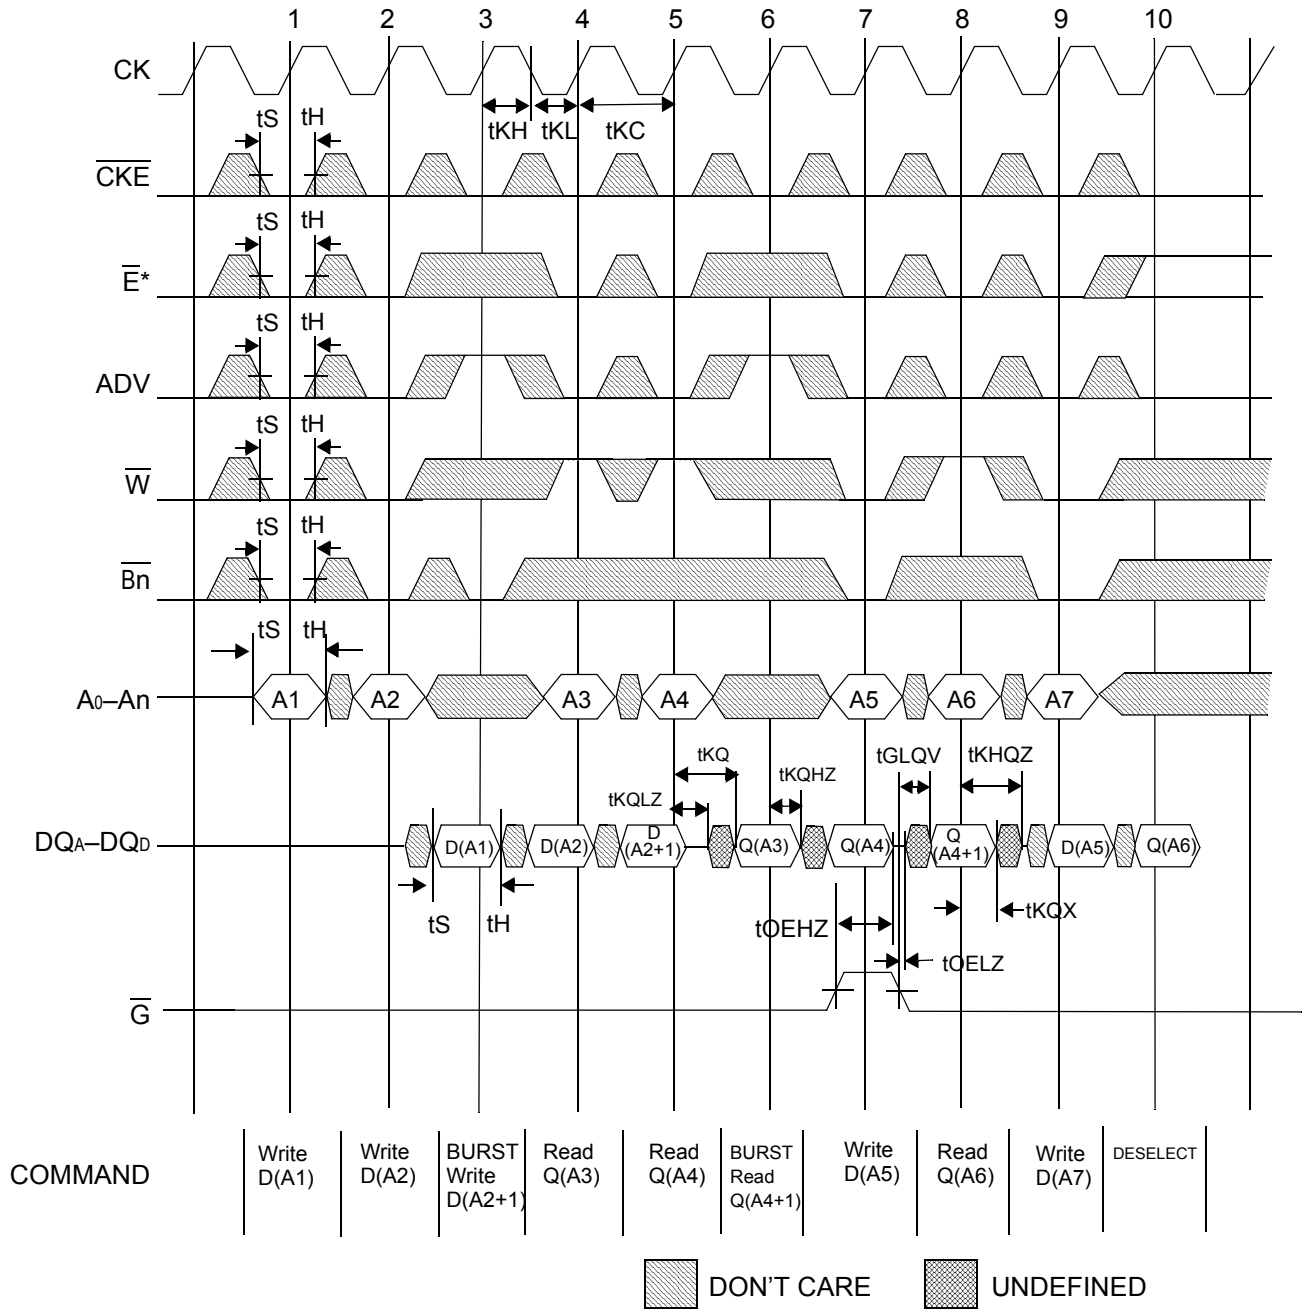 1 2 3 4 5 6 7 8 9 10
CK
tKH tKL tKC
tS tH
CKE
tS tH
E*
tS tH
ADV
tS tH
W
tS tH
Bn
tS tH
A0–An A1 A2 A3 A4 A5 A6 A7
tKQ tGLQV tKHQZ
tKQLZ tKQHZ
DQA–DQD D(A1) D(A2) D (A2+1) Q(A3) Q(A4) Q (A4+1) D(A5) Q(A6)
tS tH tOEHZ tKQX
tOELZ
G
COMMAND
Write
D(A1)
Write
D(A2)
BURST
Write
D(A2+1)
Read
Q(A3)
Read
Q(A4)
BURST
Read
Q(A4+1)
Write
D(A5)
Read
Q(A6)
Write
D(A7)
DESELECT
DON'T CARE UNDEFINED